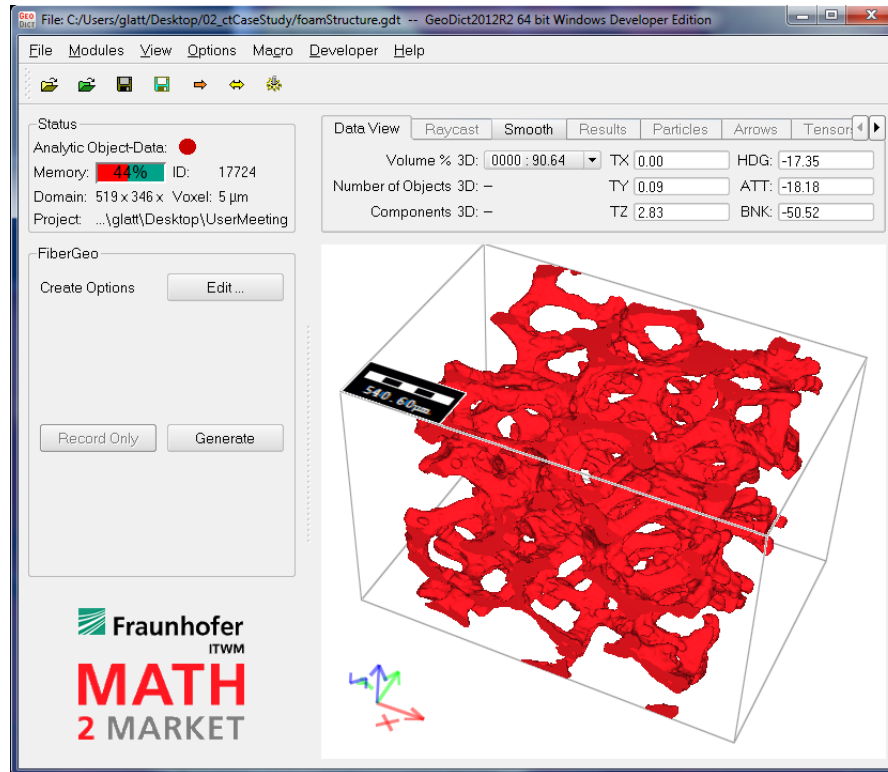 GEO DICT File: C:/Users/glatt/Desktop/02_ctCaseStudy/foamStructure.gdt -- GeoDict2012R2 64 bit Windows Developer Edition
File Modules View Options Macro Developer Help
Status
Analytic Object-Data:
Memory: 44% ID: 17724
Domain: 519 x 346 x Voxel: 5 µm
Project: ...\glatt\Desktop\UserMeeting
Data View Raycast Smooth Results Particles Arrows Tensor
Volume % 3D: 0000 : 90.64 TX 0.00 HDG: -17.35
Number of Objects 3D: – TY 0.09 ATT: -18.18
Components 3D: – TZ 2.83 BNK: -50.52
FiberGeo
Create Options Edit ...
Record Only Generate
540.60µm
Fraunhofer
ITWM
MATH
2 MARKET
X